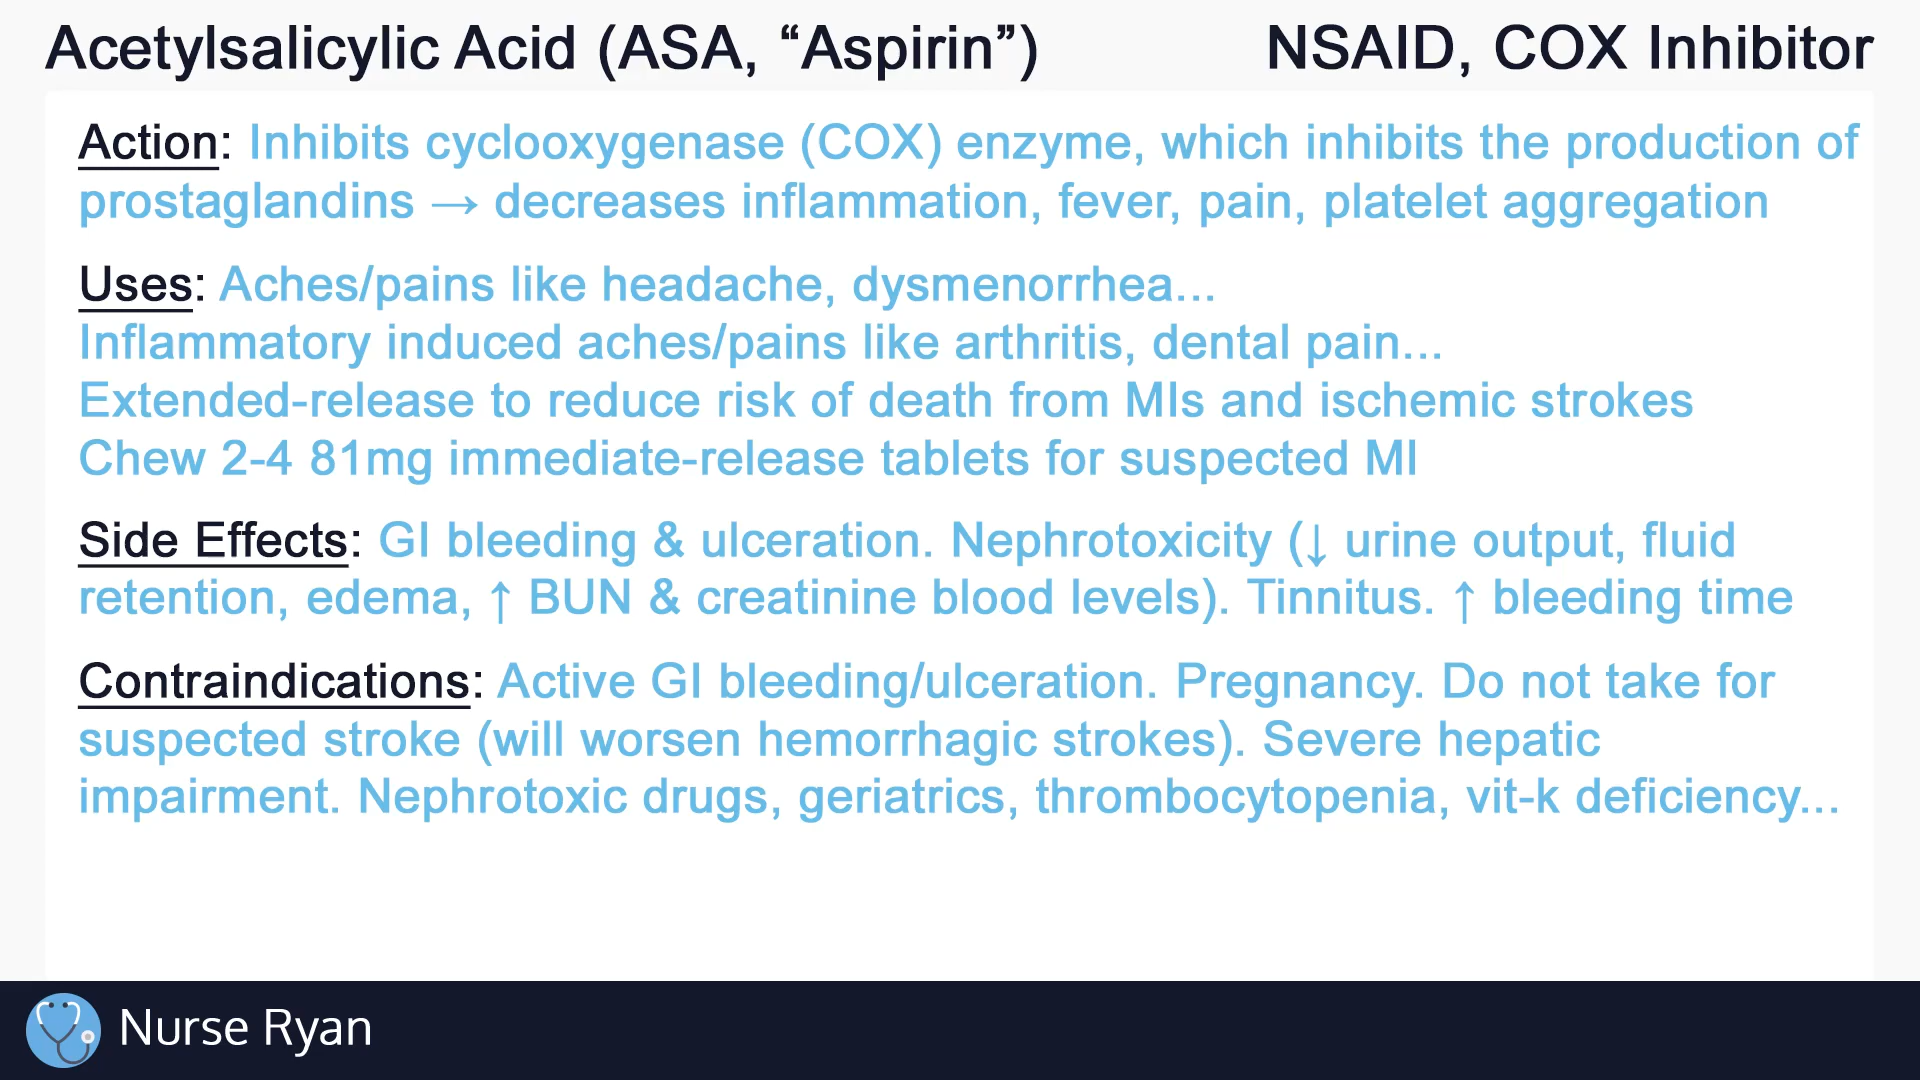 Acetylsalicylic Acid (ASA, “Aspirin”) NSAID, COX Inhibitor
Action: Inhibits cyclooxygenase (COX) enzyme, which inhibits the production of
prostaglandins → decreases inflammation, fever, pain, platelet aggregation
Uses: Aches/pains like headache, dysmenorrhea...
Inflammatory induced aches/pains like arthritis, dental pain...
Extended-release to reduce risk of death from MIs and ischemic strokes
Chew 2-4 81mg immediate-release tablets for suspected MI
Side Effects: GI bleeding & ulceration. Nephrotoxicity (↓ urine output, fluid
retention, edema, ↑ BUN & creatinine blood levels). Tinnitus. ↑ bleeding time
Contraindications: Active GI bleeding/ulceration. Pregnancy. Do not take for
suspected stroke (will worsen hemorrhagic strokes). Severe hepatic
impairment. Nephrotoxic drugs, geriatrics, thrombocytopenia, vit-k deficiency...
Nurse Ryan